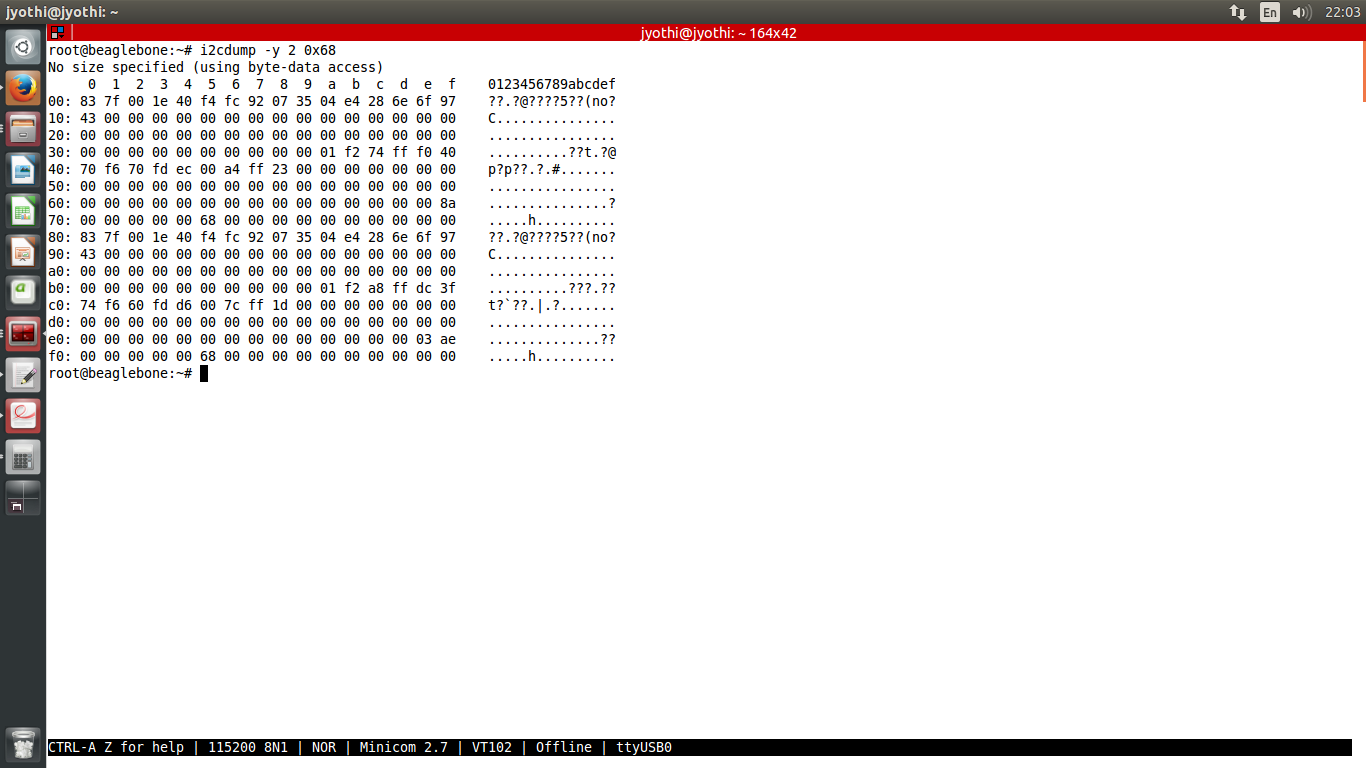 jyothi@jyothi: ~
En
22:03
jyothi@jyothi: ~ 164x42
root@beaglebone:~# i2cdump -y 2 0x68
No size specified (using byte-data access)
     0  1  2  3  4  5  6  7  8  9  a  b  c  d  e  f    0123456789abcdef
00: 83 7f 00 1e 40 f4 fc 92 07 35 04 e4 28 6e 6f 97    ??.?@????5??(no?
10: 43 00 00 00 00 00 00 00 00 00 00 00 00 00 00 00    C...............
20: 00 00 00 00 00 00 00 00 00 00 00 00 00 00 00 00    ................
30: 00 00 00 00 00 00 00 00 00 00 01 f2 74 ff f0 40    ..........??t.?@
40: 70 f6 70 fd ec 00 a4 ff 23 00 00 00 00 00 00 00    p?p??.?.#.......
50: 00 00 00 00 00 00 00 00 00 00 00 00 00 00 00 00    ................
60: 00 00 00 00 00 00 00 00 00 00 00 00 00 00 00 8a    ...............?
70: 00 00 00 00 00 68 00 00 00 00 00 00 00 00 00 00    .....h..........
80: 83 7f 00 1e 40 f4 fc 92 07 35 04 e4 28 6e 6f 97    ??.?@????5??(no?
90: 43 00 00 00 00 00 00 00 00 00 00 00 00 00 00 00    C...............
a0: 00 00 00 00 00 00 00 00 00 00 00 00 00 00 00 00    ................
b0: 00 00 00 00 00 00 00 00 00 00 01 f2 a8 ff dc 3f    ..........???.??
c0: 74 f6 60 fd d6 00 7c ff 1d 00 00 00 00 00 00 00    t?`??.|.?.......
d0: 00 00 00 00 00 00 00 00 00 00 00 00 00 00 00 00    ................
e0: 00 00 00 00 00 00 00 00 00 00 00 00 00 00 03 ae    ..............??
f0: 00 00 00 00 00 68 00 00 00 00 00 00 00 00 00 00    .....h..........
root@beaglebone:~#
CTRL-A Z for help | 115200 8N1 | NOR | Minicom 2.7 | VT102 | Offline | ttyUSB0